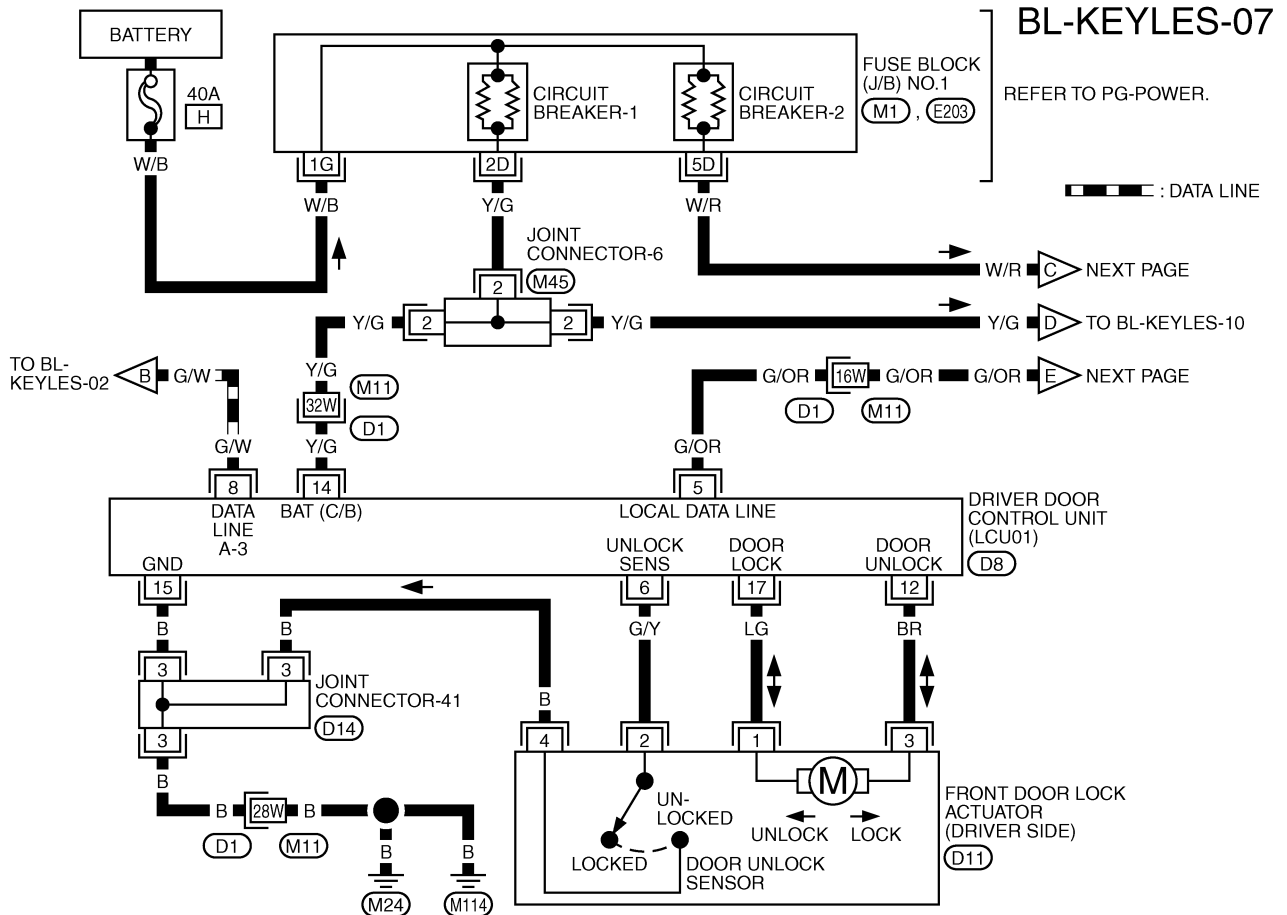 BL-KEYLES-07
BATTERY
40A
H
W/B
FUSE BLOCK
(J/B) NO.1
M1 , E203
REFER TO PG-POWER.
CIRCUIT
BREAKER-1
CIRCUIT
BREAKER-2
1G
2D
5D
W/B
Y/G
W/R
: DATA LINE
JOINT
CONNECTOR-6
M45
2
W/R
C
NEXT PAGE
Y/G
2
2
Y/G
Y/G
D
TO BL-KEYLES-10
TO BL-
KEYLES-02
B
G/W
Y/G
M11
32W
D1
Y/G
G/OR
16W
G/OR
G/OR
E
NEXT PAGE
D1
M11
G/W
G/OR
8
14
5
DATA
LINE
A-3
BAT (C/B)
LOCAL DATA LINE
DRIVER DOOR
CONTROL UNIT
(LCU01)
D8
GND
UNLOCK
SENS
DOOR
LOCK
DOOR
UNLOCK
15
6
17
12
B
B
G/Y
LG
BR
3
3
JOINT
CONNECTOR-41
D14
B
3
4
2
1
3
B
M
FRONT DOOR LOCK
ACTUATOR
(DRIVER SIDE)
D11
B
28W
B
D1
M11
UN-
LOCKED
UNLOCK
LOCK
LOCKED
DOOR UNLOCK
SENSOR
B
B
M24
M114